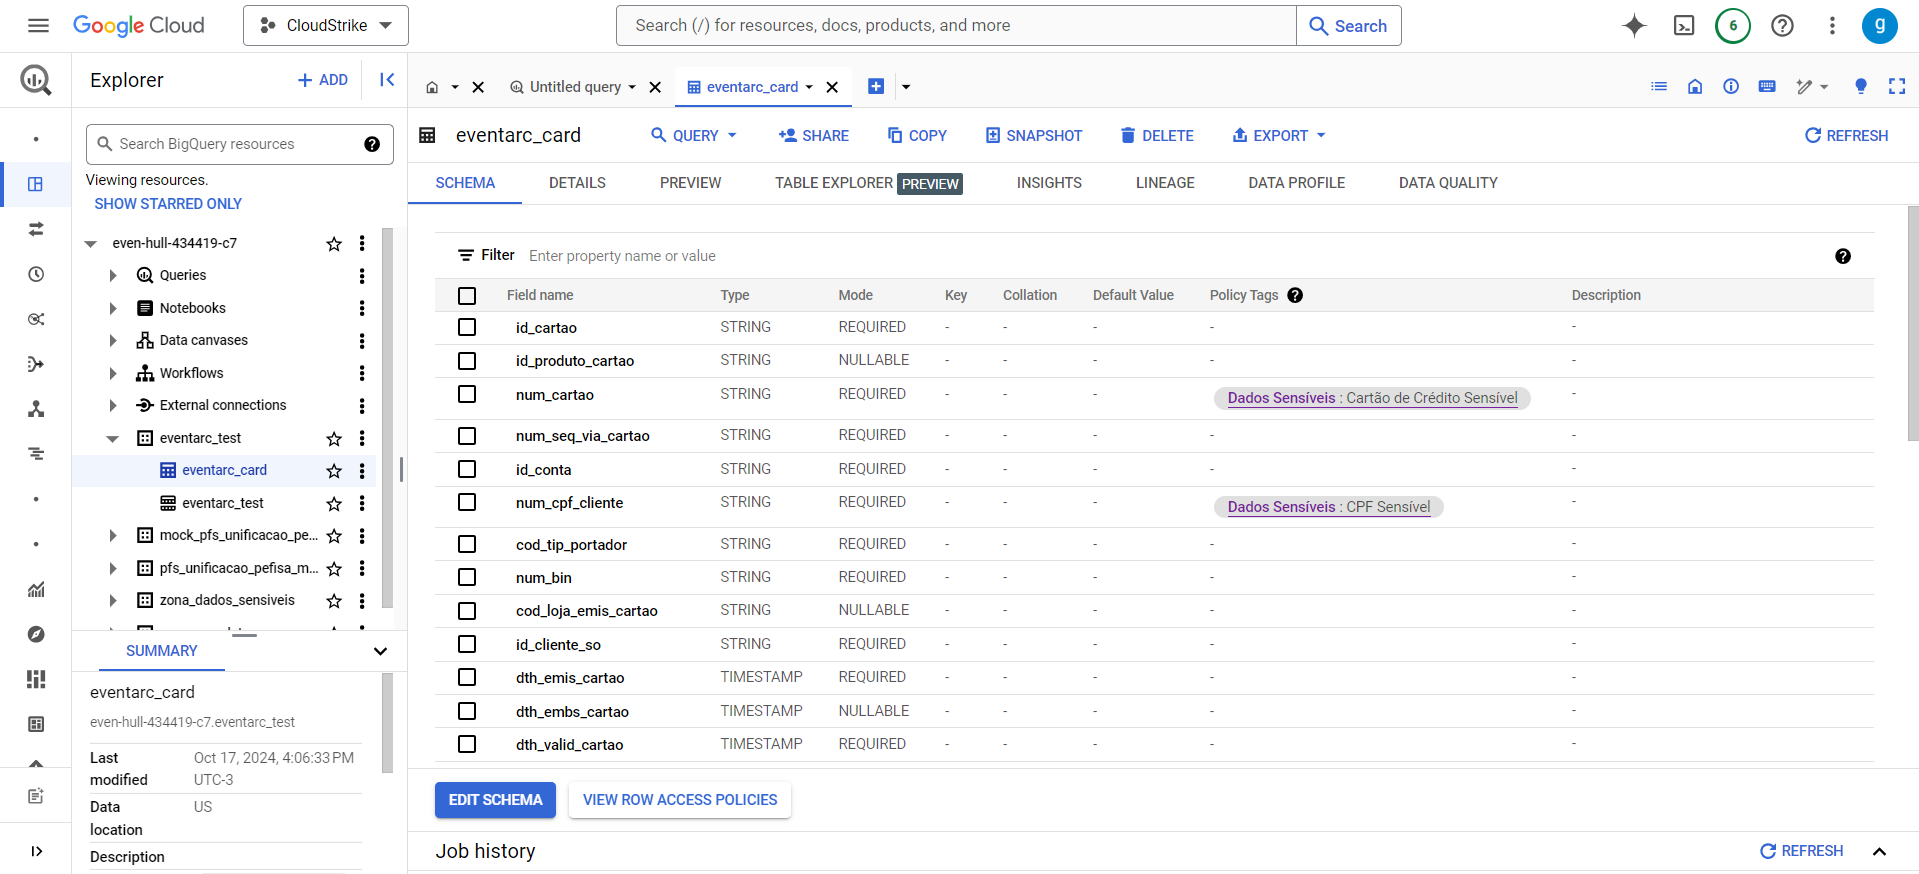 Google Cloud
CloudStrike
Search (/) for resources, docs, products, and more
Search
6
g
Explorer
+ ADD
Untitled query
eventarc_card
Search BigQuery resources
Viewing resources.
SHOW STARRED ONLY
even-hull-434419-c7
Queries
Notebooks
Data canvases
Workflows
External connections
eventarc_test
eventarc_card
eventarc_test
mock_pfs_unificacao_pe...
pfs_unificacao_pefisa_m...
zona_dados_sensiveis
SUMMARY
eventarc_card
even-hull-434419-c7.eventarc_test
Last modified Oct 17, 2024, 4:06:33 PM UTC-3
Data location US
Description
eventarc_card
QUERY SHARE COPY SNAPSHOT DELETE EXPORT REFRESH
SCHEMA DETAILS PREVIEW TABLE EXPLORER PREVIEW INSIGHTS LINEAGE DATA PROFILE DATA QUALITY
Filter Enter property name or value
Field name Type Mode Key Collation Default Value Policy Tags Description
id_cartao STRING REQUIRED - - - - -
id_produto_cartao STRING NULLABLE - - - - -
num_cartao STRING REQUIRED - - - Dados Sensíveis : Cartão de Crédito Sensível -
num_seq_via_cartao STRING REQUIRED - - - - -
id_conta STRING REQUIRED - - - - -
num_cpf_cliente STRING REQUIRED - - - Dados Sensíveis : CPF Sensível -
cod_tip_portador STRING REQUIRED - - - - -
num_bin STRING REQUIRED - - - - -
cod_loja_emis_cartao STRING NULLABLE - - - - -
id_cliente_so STRING REQUIRED - - - - -
dth_emis_cartao TIMESTAMP REQUIRED - - - - -
dth_embs_cartao TIMESTAMP NULLABLE - - - - -
dth_valid_cartao TIMESTAMP REQUIRED - - - - -
EDIT SCHEMA VIEW ROW ACCESS POLICIES
Job history REFRESH